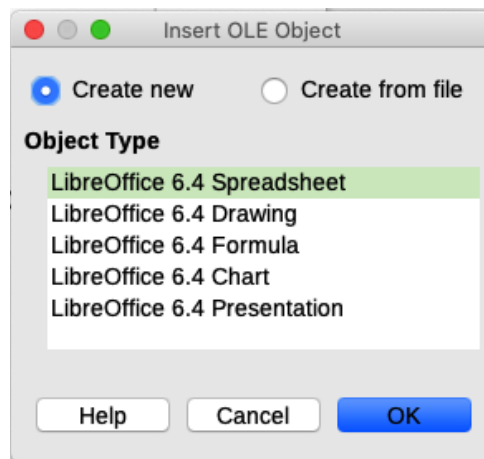 Insert OLE Object
Create new Create from file
Object Type
LibreOffice 6.4 Spreadsheet
LibreOffice 6.4 Drawing
LibreOffice 6.4 Formula
LibreOffice 6.4 Chart
LibreOffice 6.4 Presentation
Help Cancel OK